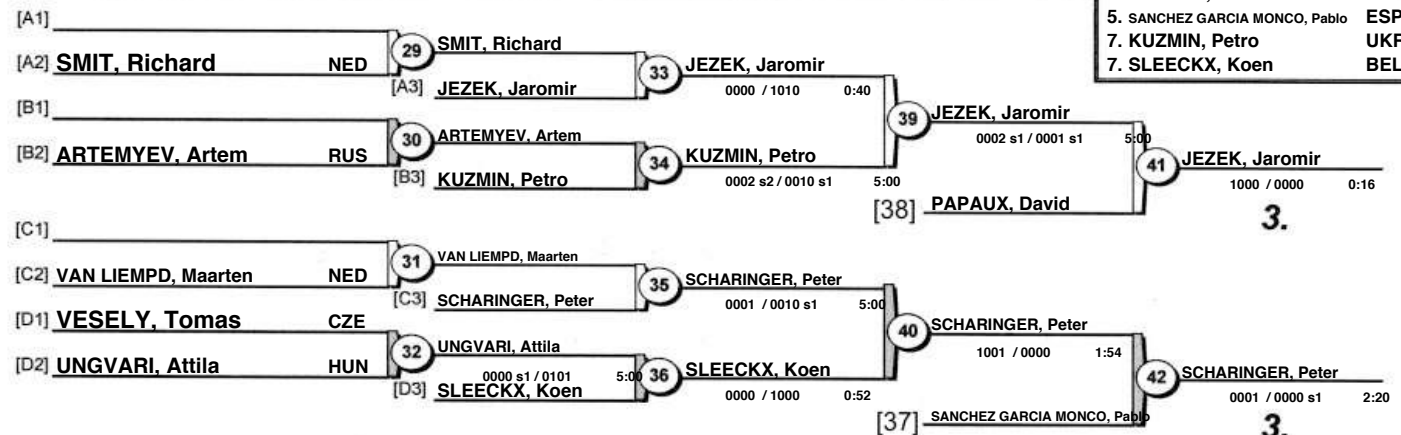 5. SANCHEZ GARCIA MONCO, Pablo ESP
7. KUZMIN, Petro UKR
7. SLEECKX, Koen BEL
[A1]
[A2] SMIT, Richard NED
29 SMIT, Richard
[A3] JEZEK, Jaromir
33 JEZEK, Jaromir
0000 / 1010 0:40
[B1]
[B2] ARTEMYEV, Artem RUS
30 ARTEMYEV, Artem
[B3] KUZMIN, Petro
34 KUZMIN, Petro
0002 s2 / 0010 s1 5:00
39 JEZEK, Jaromir
0002 s1 / 0001 s1 5:00
[38] PAPAUX, David
41 JEZEK, Jaromir
1000 / 0000 0:16
3.
[C1]
[C2] VAN LIEMPD, Maarten NED
31 VAN LIEMPD, Maarten
[C3] SCHARINGER, Peter
35 SCHARINGER, Peter
0001 / 0010 s1 5:00
[D1] VESELY, Tomas CZE
[D2] UNGVARI, Attila HUN
32 UNGVARI, Attila
0000 s1 / 0101 5:00
[D3] SLEECKX, Koen
36 SLEECKX, Koen
0000 / 1000 0:52
40 SCHARINGER, Peter
1001 / 0000 1:54
[37] SANCHEZ GARCIA MONCO, Pablo
42 SCHARINGER, Peter
0001 / 0000 s1 2:20
3.